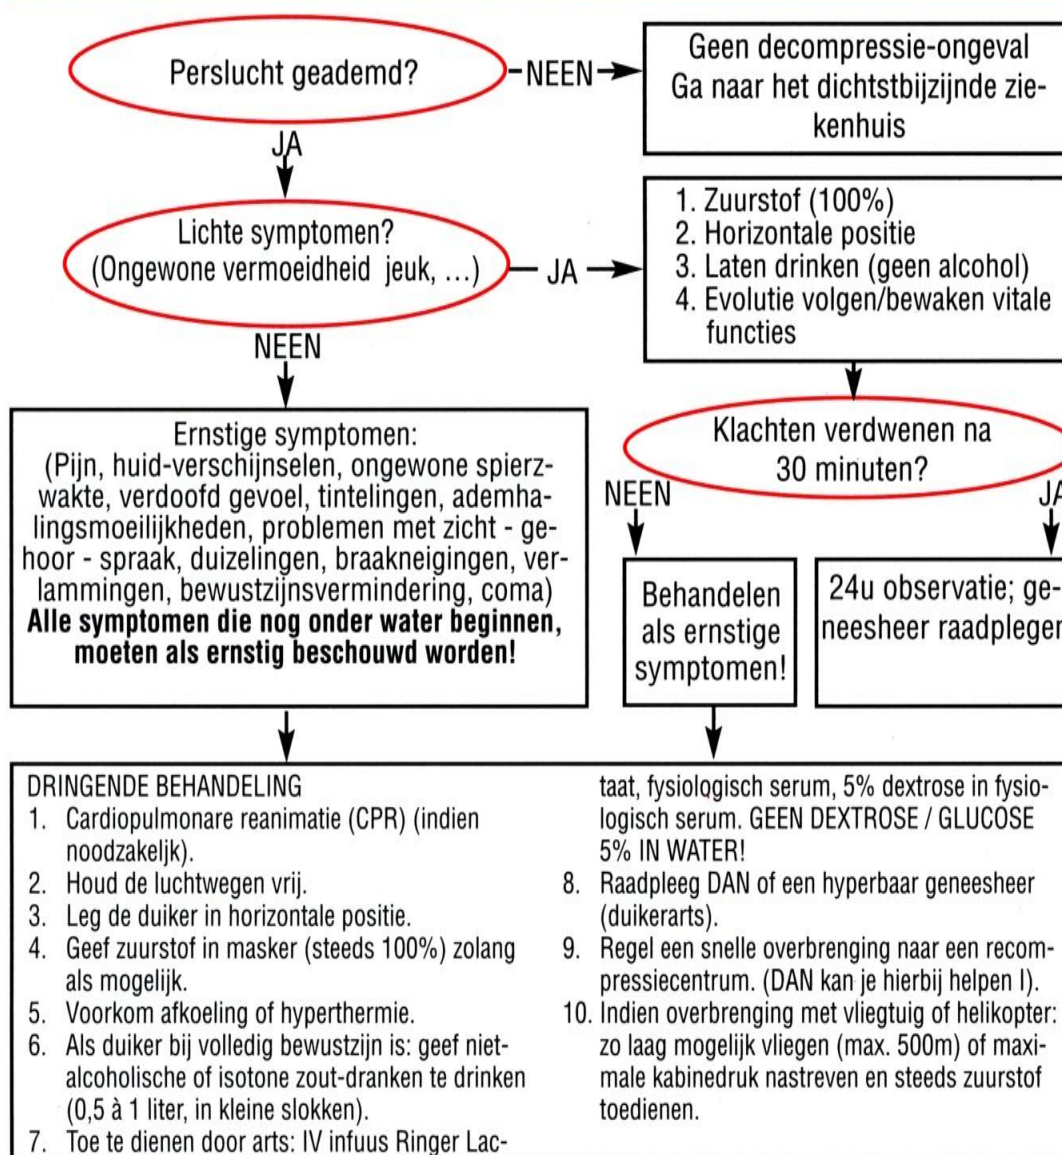 Perslucht geademd?
NEEN
Geen decompressie-ongeval
Ga naar het dichtstbijzijnde zie-
kenhuis
JA
Lichte symptomen?
(Ongewone vermoeidheid jeuk, ...)
JA
1. Zuurstof (100%)
2. Horizontale positie
3. Laten drinken (geen alcohol)
4. Evolutie volgen/bewaken vitale
functies
NEEN
Ernstige symptomen:
(Pijn, huid-verschijnselen, ongewone spierz-
wakte, verdoofd gevoel, tintelingen, ademha-
lingsmoeilijkheden, problemen met zicht - ge-
hoor - spraak, duizelingen, braakneigingen, ver-
lammingen, bewustzijnsvermindering, coma)
Alle symptomen die nog onder water beginnen,
moeten als ernstig beschouwd worden!
Klachten verdwenen na
30 minuten?
NEEN
JA
Behandelen
als ernstige
symptomen!
24u observatie; ge-
neesheer raadplegen
DRINGENDE BEHANDELING
1. Cardiopulmonare reanimatie (CPR) (indien
noodzakeljk).
2. Houd de luchtwegen vrij.
3. Leg de duiker in horizontale positie.
4. Geef zuurstof in masker (steeds 100%) zolang
als mogelijk.
5. Voorkom afkoeling of hyperthermie.
6. Als duiker bij volledig bewustzijn is: geef niet-
alcoholische of isotone zout-dranken te drinken
(0,5 à 1 liter, in kleine slokken).
7. Toe te dienen door arts: IV infuus Ringer Lac-
taat, fysiologisch serum, 5% dextrose in fysio-
logisch serum. GEEN DEXTROSE / GLUCOSE
5% IN WATER!
8. Raadpleeg DAN of een hyperbaar geneesheer
(duikerarts).
9. Regel een snelle overbrenging naar een recom-
pressiecentrum. (DAN kan je hierbij helpen I).
10. Indien overbrenging met vliegtuig of helikopter:
zo laag mogelijk vliegen (max. 500m) of maxi-
male kabinedruk nastreven en steeds zuurstof
toedienen.